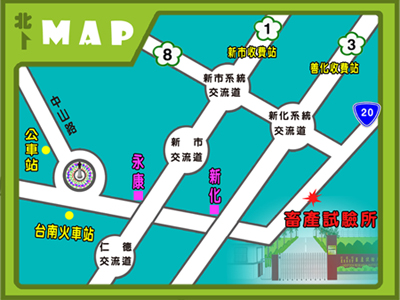 北
MAP
1
新市收費站
8
3
善化收費站
新市系統
交流道
20
中山路
新化系統
交流道
公車站
新市
交流道
永康
新化
畜產試驗所
台南火車站
仁德
交流道